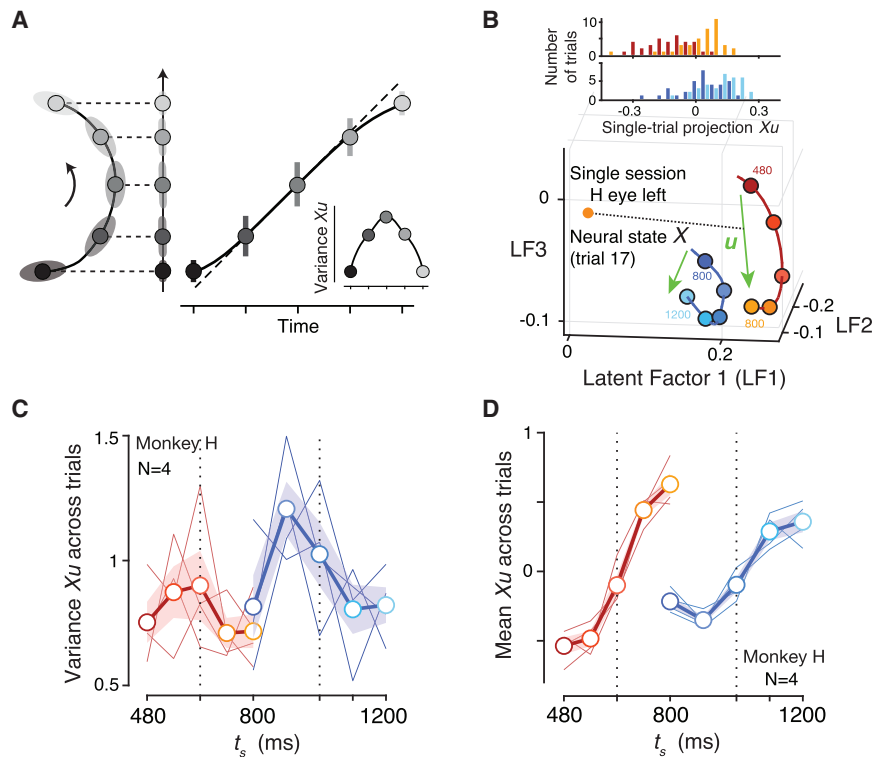 A
Variance Xu
Time
B
Number
of trials
10
5
0
5
0
-0.3
0
0.3
Single-trial projection Xu
Single session
H eye left
Neural state X
(trial 17)
u
480
800
800
1200
0
-0.1
LF3
-0.2
-0.1
LF2
0
0.2
Latent Factor 1 (LF1)
C
Monkey H
N=4
1.5
1
0.5
Variance Xu across trials
480
800
1200
ts (ms)
D
1
0
Mean Xu across trials
Monkey H
N=4
480
800
1200
ts (ms)